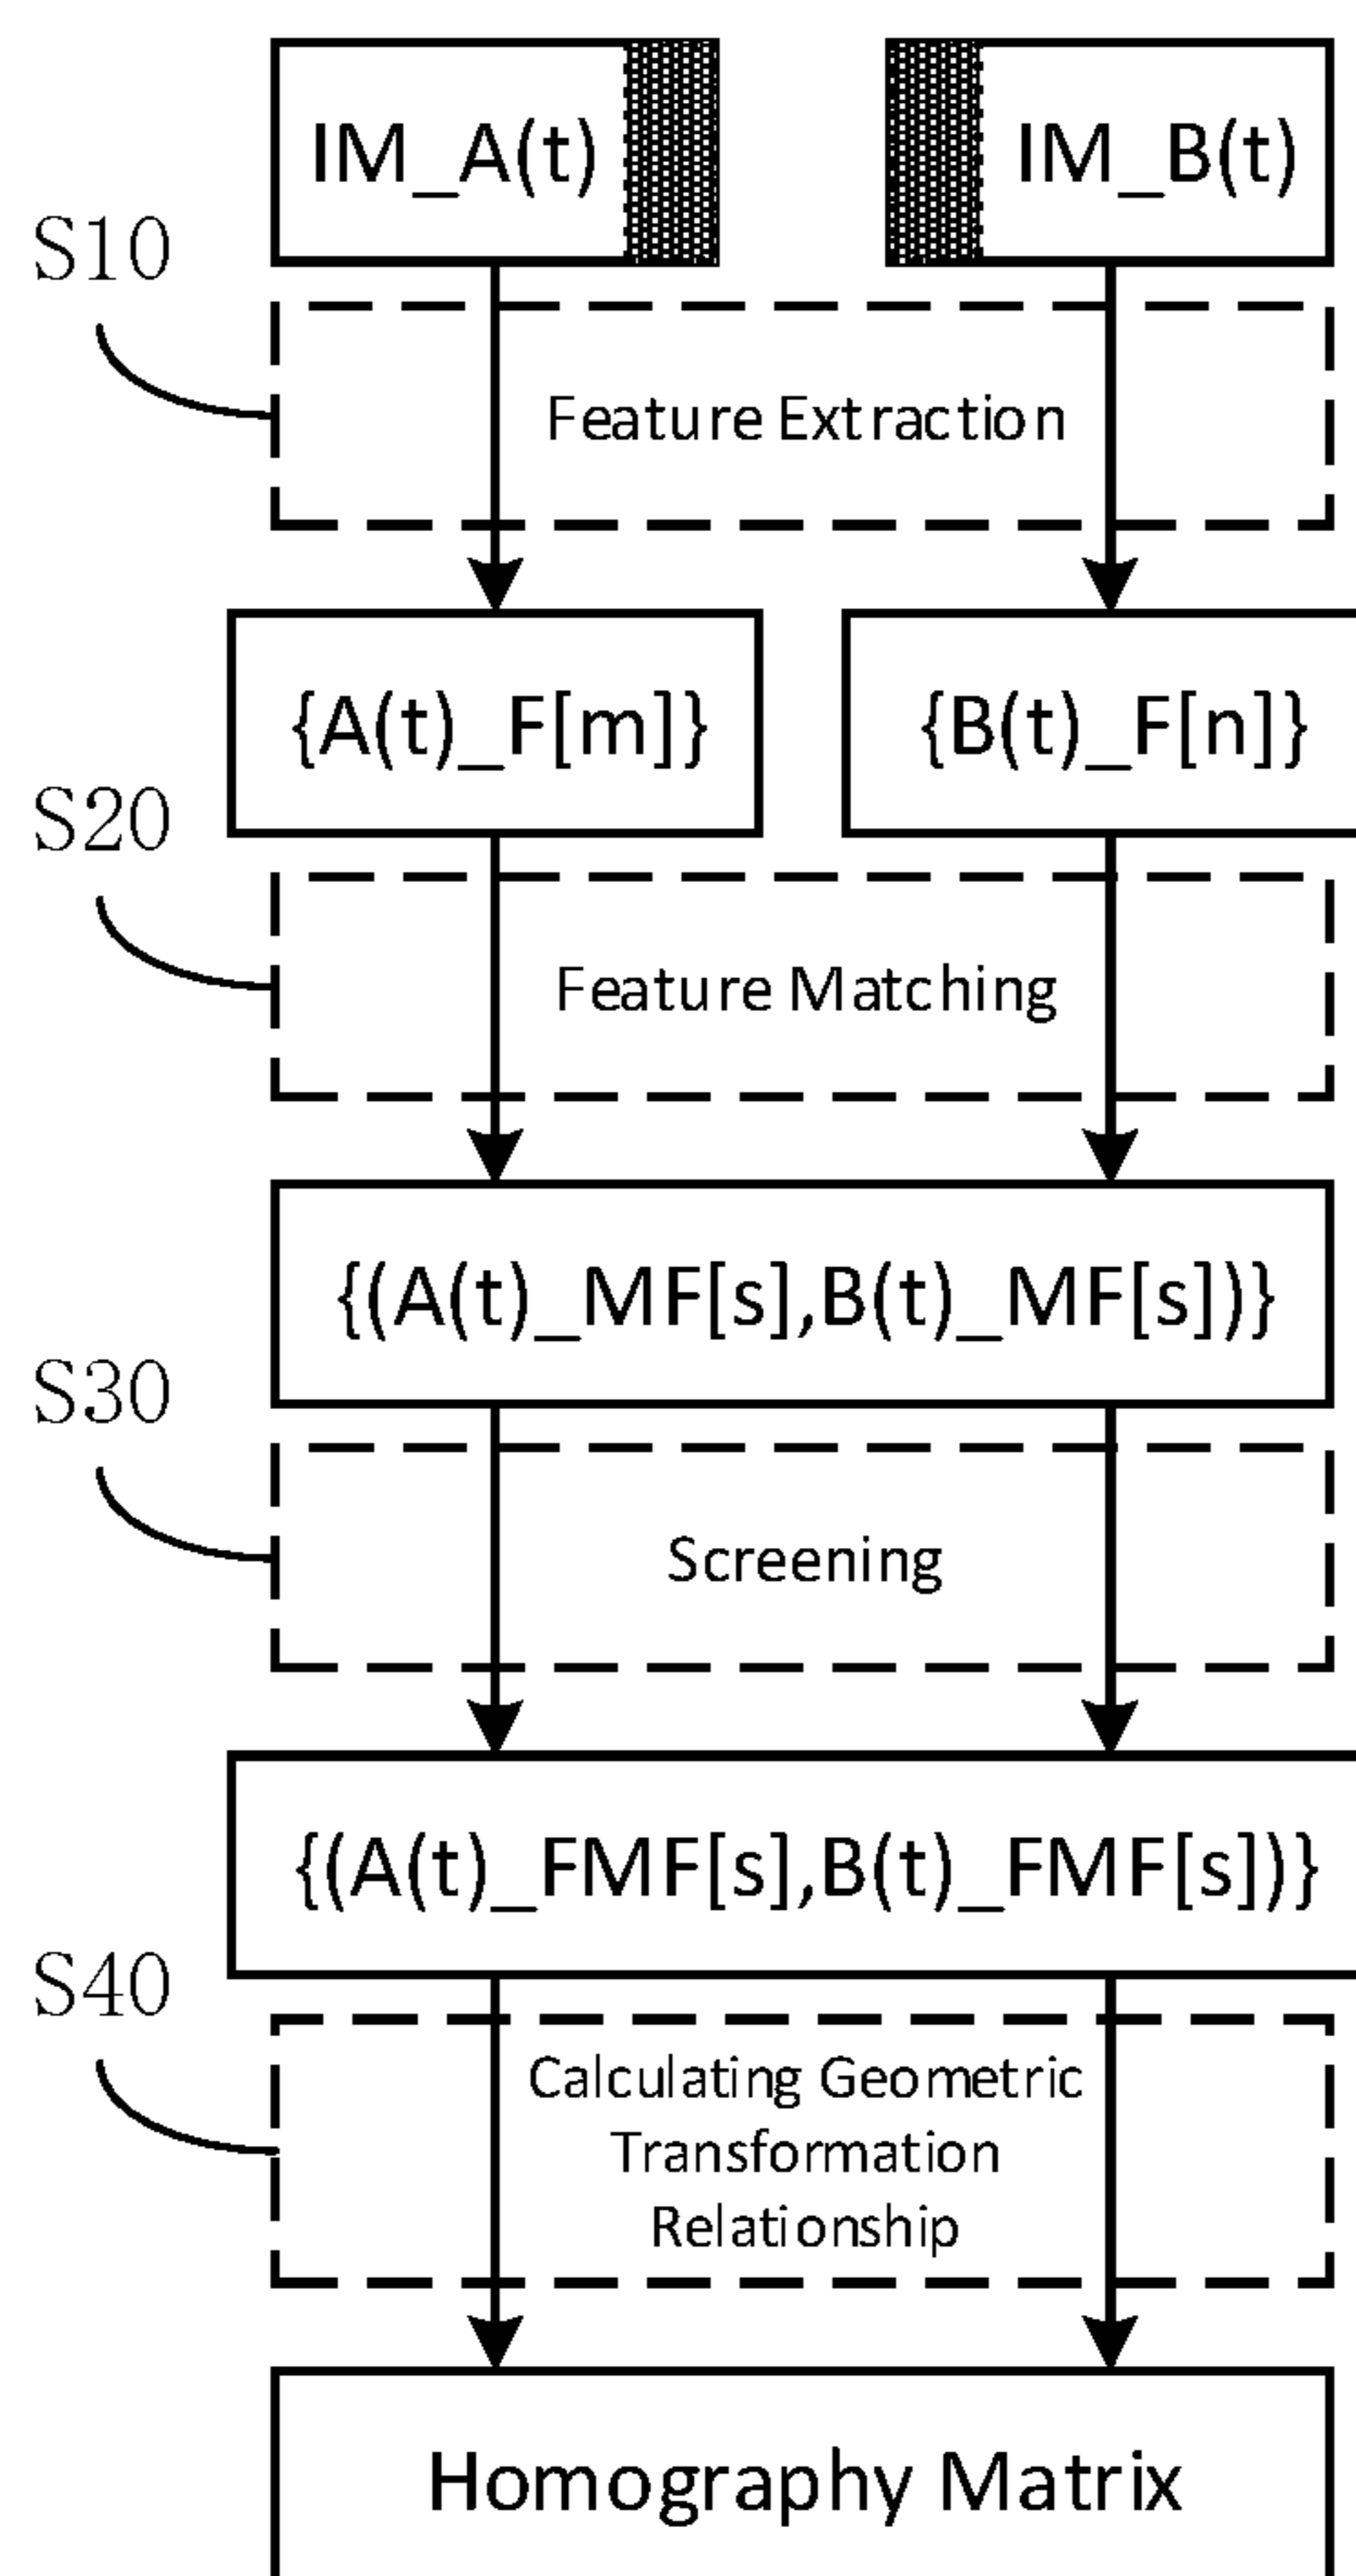 IM_A(t)
IM_B(t)
S10
Feature Extraction
{A(t)_F[m]}
{B(t)_F[n]}
S20
Feature Matching
{(A(t)_MF[s],B(t)_MF[s])}
S30
Screening
{(A(t)_FMF[s],B(t)_FMF[s])}
S40
Calculating Geometric
Transformation
Relationship
Homography Matrix